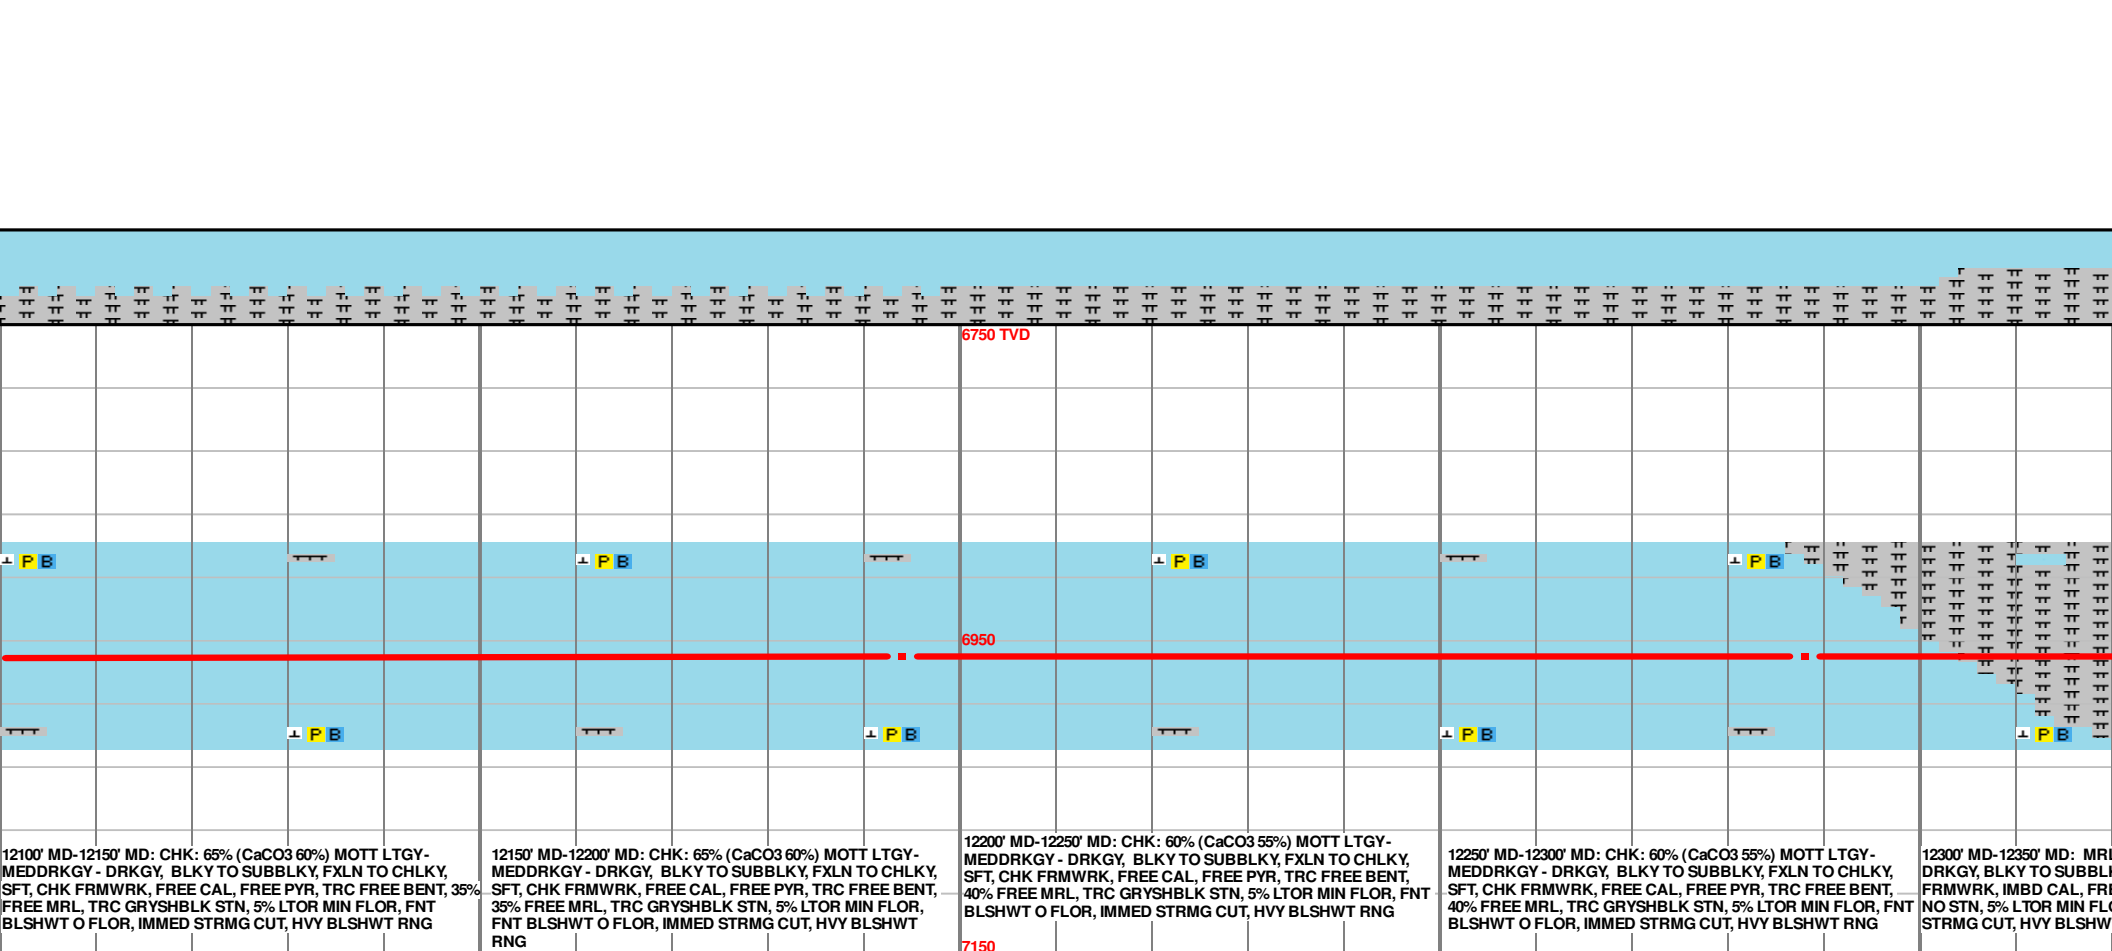 6750 TVD
P B
P B
P B
P B
6950
P B
P B
P B
P B
12100' MD-12150' MD: CHK: 65% (CaCO3 60%) MOTT LTGY-
MEDDRKGY - DRKGY, BLKY TO SUBBLKY, FXLN TO CHLKY,
SFT, CHK FRMWRK, FREE CAL, FREE PYR, TRC FREE BENT, 35%
FREE MRL, TRC GRYSHBLK STN, 5% LTOR MIN FLOR, FNT
BLSHWT O FLOR, IMMED STRMG CUT, HVY BLSHWT RNG
12150' MD-12200' MD: CHK: 65% (CaCO3 60%) MOTT LTGY-
MEDDRKGY - DRKGY, BLKY TO SUBBLKY, FXLN TO CHLKY,
SFT, CHK FRMWRK, FREE CAL, FREE PYR, TRC FREE BENT,
35% FREE MRL, TRC GRYSHBLK STN, 5% LTOR MIN FLOR,
FNT BLSHWT O FLOR, IMMED STRMG CUT, HVY BLSHWT
RNG
12200' MD-12250' MD: CHK: 60% (CaCO3 55%) MOTT LTGY-
MEDDRKGY - DRKGY, BLKY TO SUBBLKY, FXLN TO CHLKY,
SFT, CHK FRMWRK, FREE CAL, FREE PYR, TRC FREE BENT,
40% FREE MRL, TRC GRYSHBLK STN, 5% LTOR MIN FLOR, FNT
BLSHWT O FLOR, IMMED STRMG CUT, HVY BLSHWT RNG
12250' MD-12300' MD: CHK: 60% (CaCO3 55%) MOTT LTGY-
MEDDRKGY - DRKGY, BLKY TO SUBBLKY, FXLN TO CHLKY,
SFT, CHK FRMWRK, FREE CAL, FREE PYR, TRC FREE BENT,
40% FREE MRL, TRC GRYSHBLK STN, 5% LTOR MIN FLOR, FNT
BLSHWT O FLOR, IMMED STRMG CUT, HVY BLSHWT RNG
12300' MD-12350' MD: MRL
DRKGY, BLKY TO SUBBL
FRMWRK, IMBD CAL, FRE
NO STN, 5% LTOR MIN FL
STRMG CUT, HVY BLSHW
7150